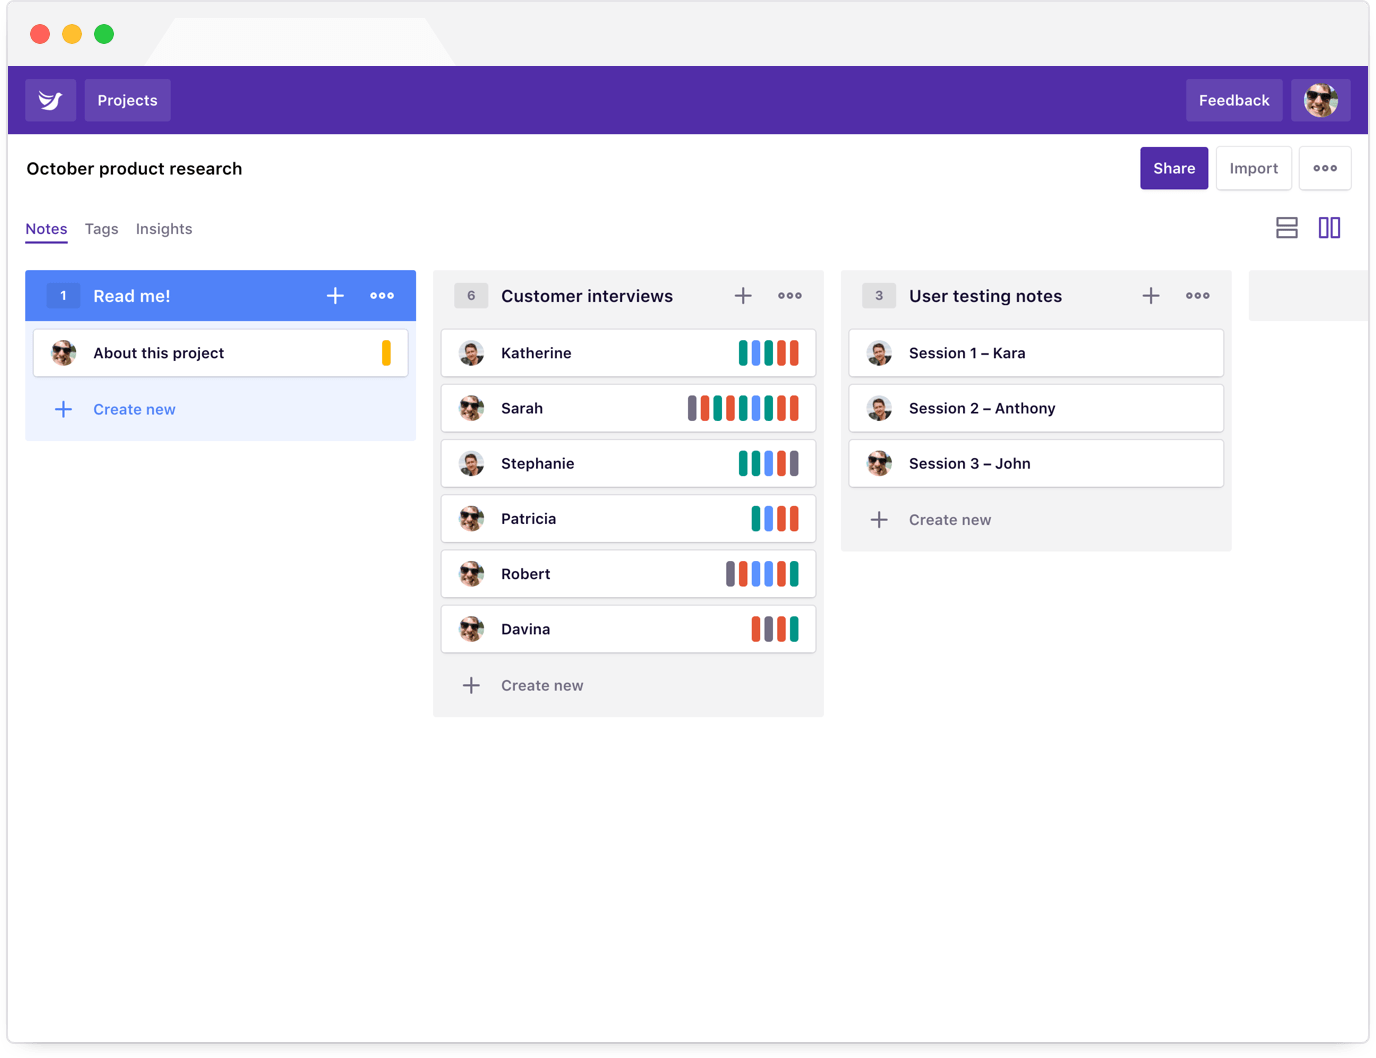 Projects
Feedback
October product research
Share
Import
Notes
Tags
Insights
1
Read me!
About this project
Create new
6
Customer interviews
Katherine
Sarah
Stephanie
Patricia
Robert
Davina
Create new
3
User testing notes
Session 1 – Kara
Session 2 – Anthony
Session 3 – John
Create new